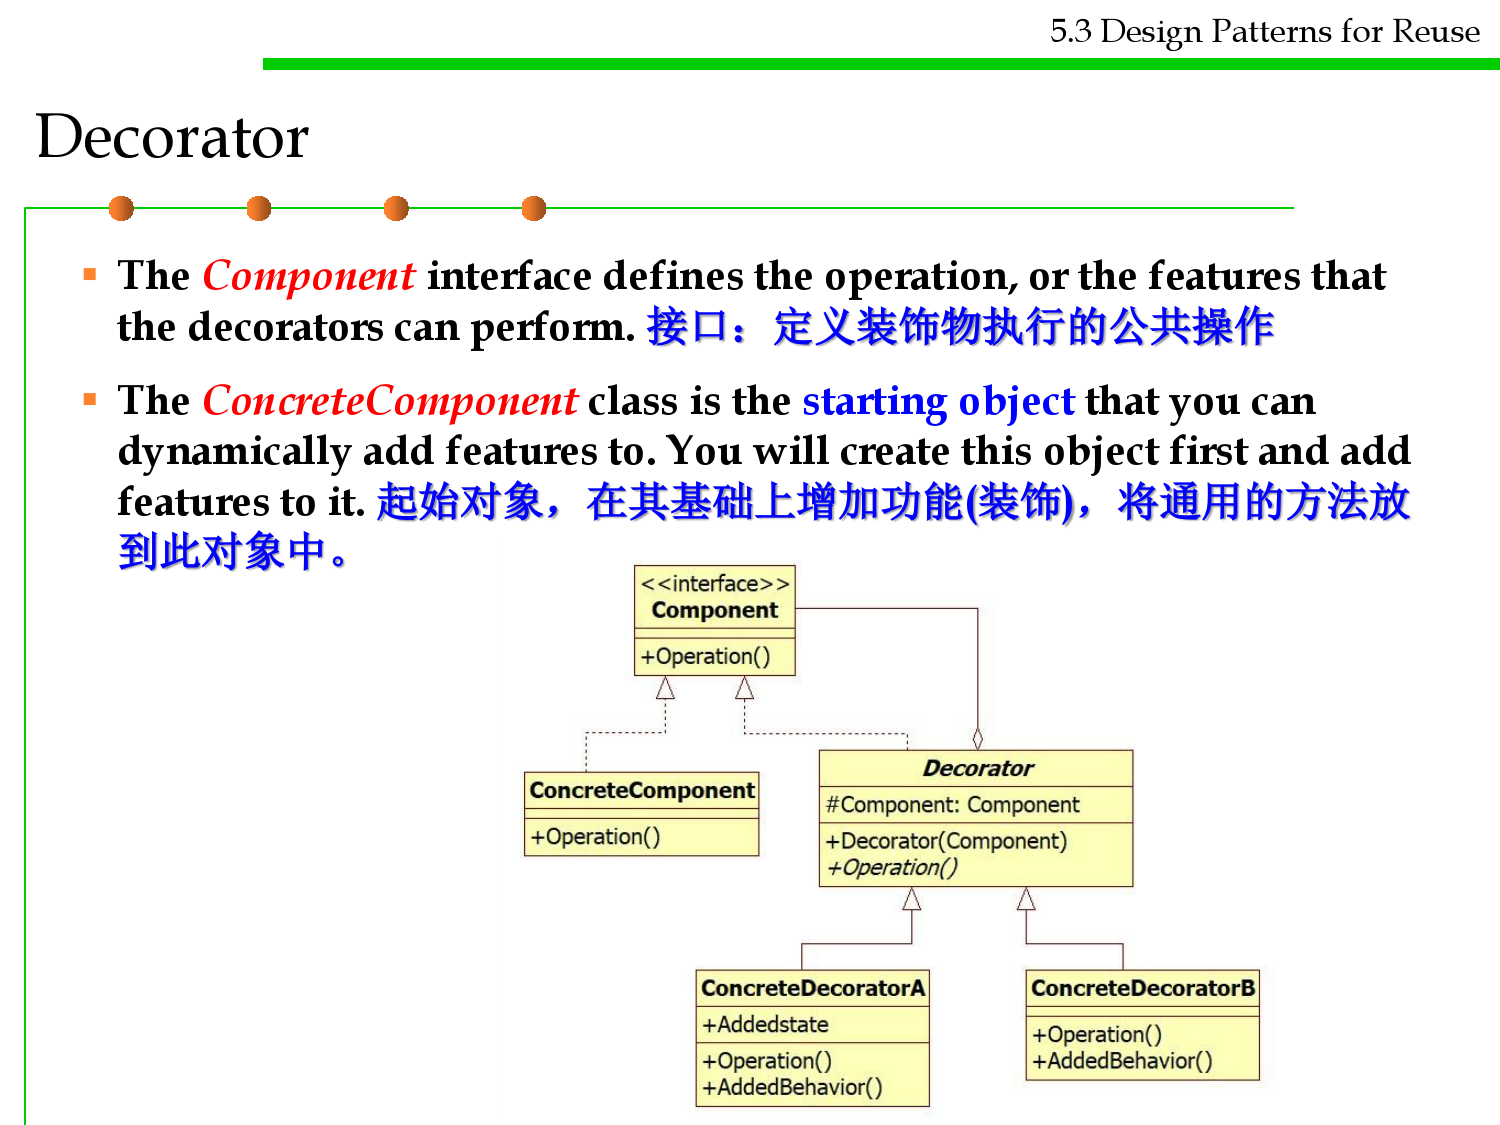 5.3 Design Patterns for Reuse
Decorator
The Component interface defines the operation, or the features that
the decorators can perform. 接口：定义装饰物执行的公共操作
The ConcreteComponent class is the starting object that you can
dynamically add features to. You will create this object first and add
features to it. 起始对象，在其基础上增加功能(装饰)，将通用的方法放
到此对象中。
<<interface>>
Component
+Operation()
ConcreteComponent
+Operation()
Decorator
#Component: Component
+Decorator(Component)
+Operation()
ConcreteDecoratorA
+Addedstate
+Operation()
+AddedBehavior()
ConcreteDecoratorB
+Operation()
+AddedBehavior()